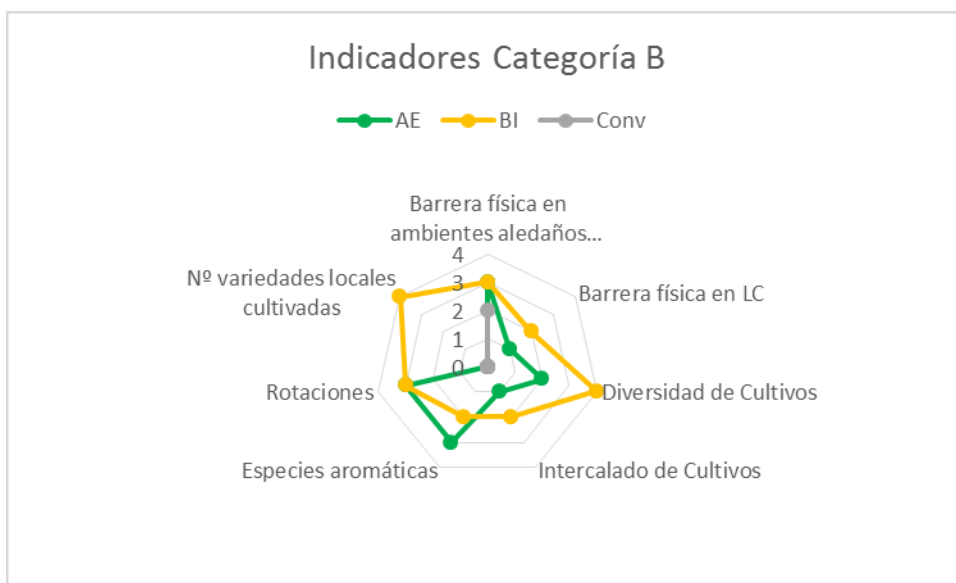 Indicadores Categoría B
AE BI Conv
Barrera física en
ambientes aledaños...
Barrera física en LC
Diversidad de Cultivos
Intercalado de Cultivos
Especies aromáticas
Rotaciones
Nº variedades locales
cultivadas
4
3
2
1
0